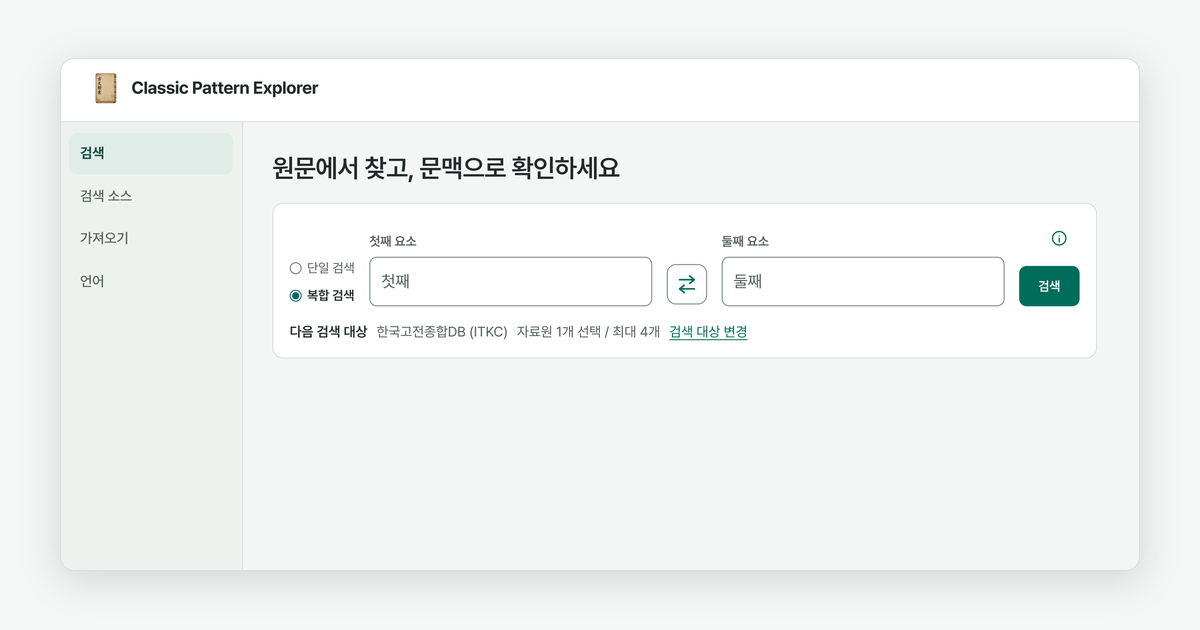 Classic Pattern Explorer
검색
검색 소스
가져오기
언어
원문에서 찾고, 문맥으로 확인하세요
첫째 요소
둘째 요소
단일 검색
복합 검색
첫째
둘째
검색
다음 검색 대상 한국고전종합DB (ITKC) 자료원 1개 선택 / 최대 4개 검색 대상 변경